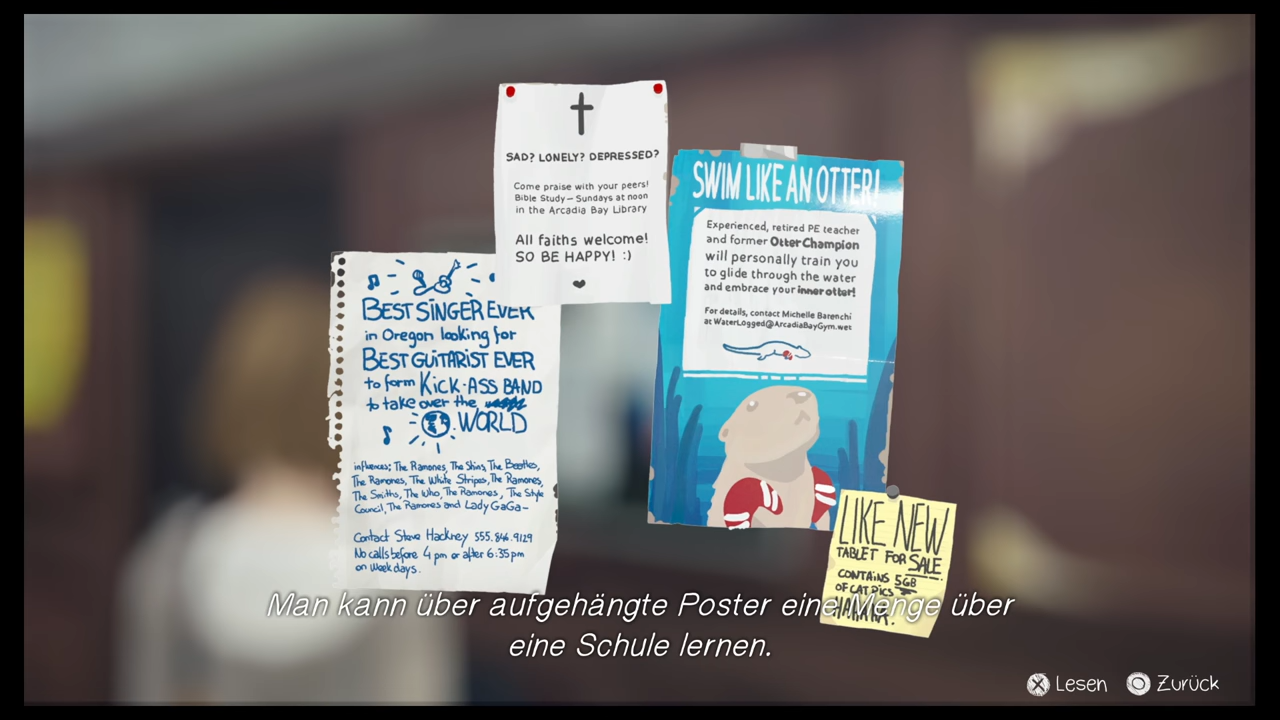 SAD? LONELY? DEPRESSED?
Come praise with your peers!
Bible Study – Sundays at noon
in the Arcadia Bay Library
All faiths welcome!
SO BE HAPPY! :)
SWIM LIKE AN OTTER!
Experienced, retired PE teacher
and former Otter Champion
will personally train you
to glide through the water
and embrace your inner otter!
For details, contact Michelle Barenchi
at WaterLogged@ArcadiaBayGym.wet
BEST SINGER EVER
in Oregon looking for
BEST GUITARIST EVER
to form KICK-ASS BAND
to take over the
WORLD
influences; The Ramones, The Shins, The Beetles,
The Ramones, The White Stripes, The Ramones,
The Smiths, The Who, The Ramones, The Style
Council, The Ramones and Lady GaGa–
Contact Steve Hackney 555.846.9129
No calls before 4 pm or after 6:35 pm
on weekdays.
LIKE NEW
TABLET FOR SALE
CONTAINS 5GB
OF CAT PICS
Man kann über aufgehängte Poster eine Menge über
eine Schule lernen.
Lesen Zurück